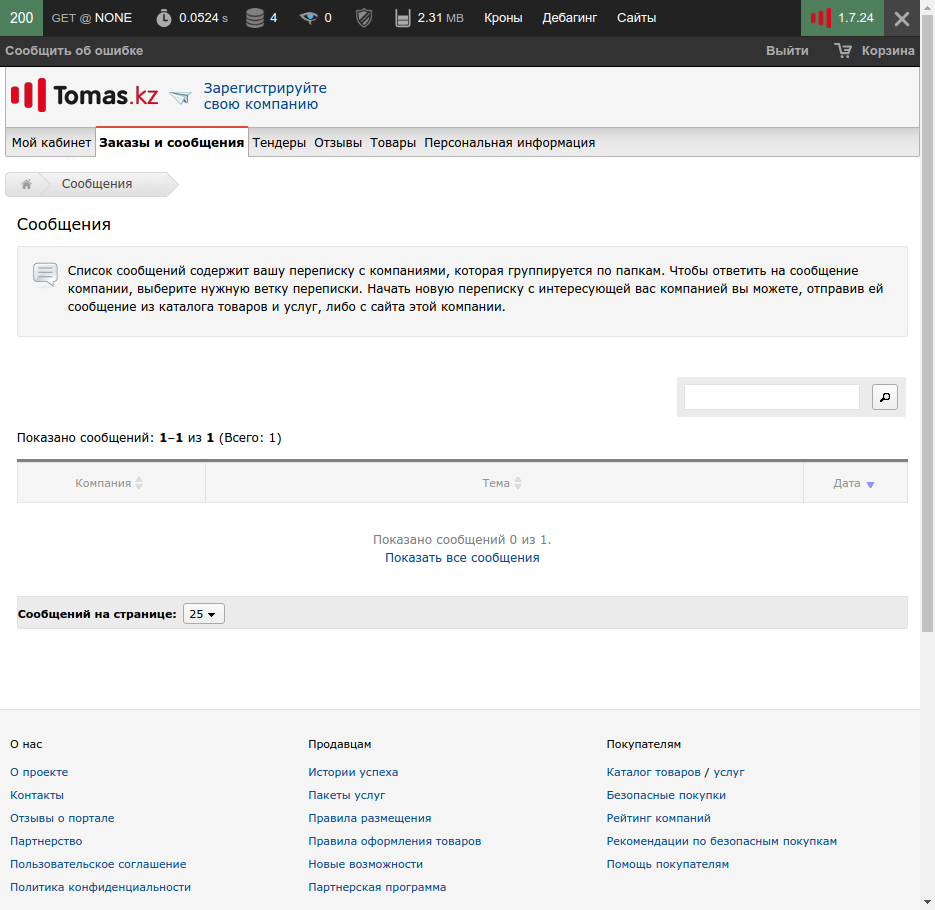 200 GET @ NONE 0.0524 s 4 0 2.31 MB Кроны Дебагинг Сайты 1.7.24
Сообщить об ошибке Выйти Корзина
Tomas.kz
Зарегистрируйте
свою компанию
Мой кабинет Заказы и сообщения Тендеры Отзывы Товары Персональная информация
Сообщения
Сообщения
Список сообщений содержит вашу переписку с компаниями, которая группируется по папкам. Чтобы ответить на сообщение
компании, выберите нужную ветку переписки. Начать новую переписку с интересующей вас компанией вы можете, отправив ей
сообщение из каталога товаров и услуг, либо с сайта этой компании.
Показано сообщений: 1–1 из 1 (Всего: 1)
Компания Тема Дата
Показано сообщений 0 из 1.
Показать все сообщения
Сообщений на странице: 25
О нас
О проекте
Контакты
Отзывы о портале
Партнерство
Пользовательское соглашение
Политика конфиденциальности
Продавцам
Истории успеха
Пакеты услуг
Правила размещения
Правила оформления товаров
Новые возможности
Партнерская программа
Покупателям
Каталог товаров / услуг
Безопасные покупки
Рейтинг компаний
Рекомендации по безопасным покупкам
Помощь покупателям